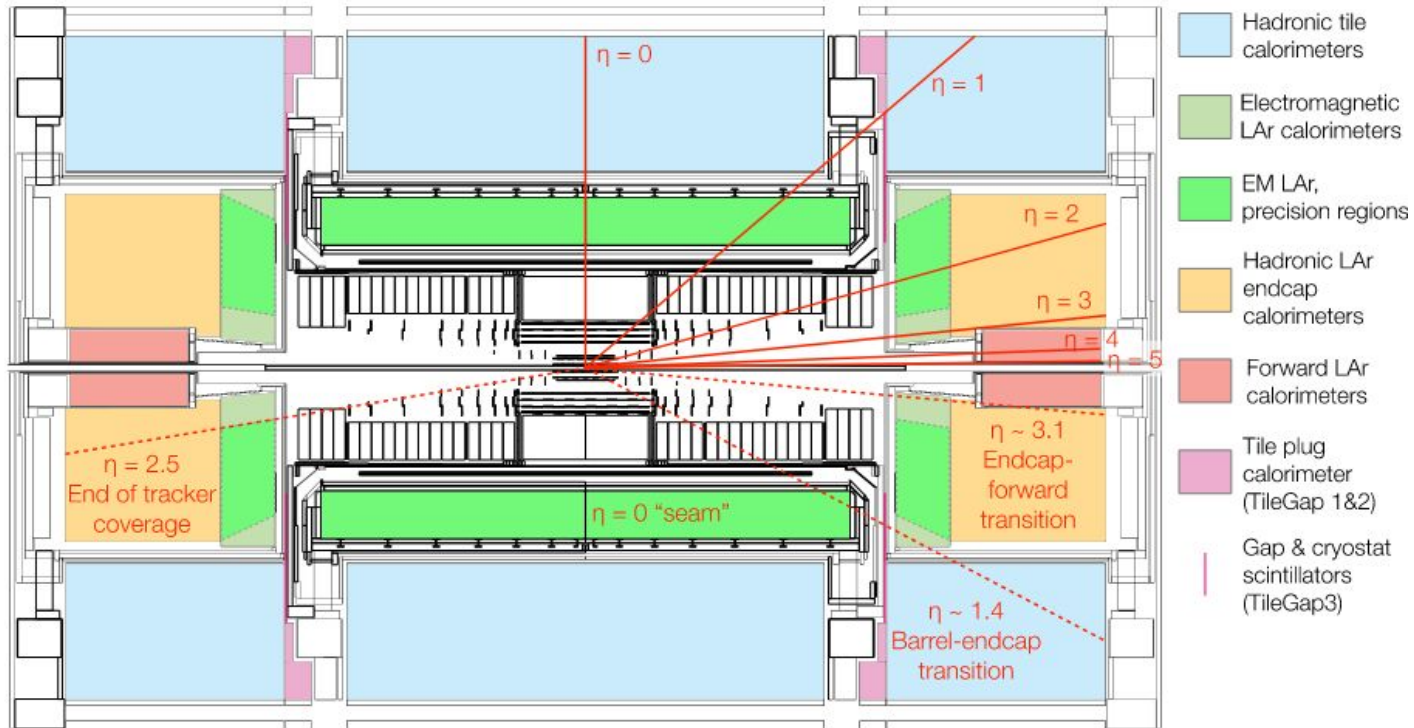 η = 0
η = 1
η = 2
η = 3
η = 4
η = 5
η = 2.5
End of tracker
coverage
η = 0 “seam”
η ~ 3.1
Endcap-
forward
transition
η ~ 1.4
Barrel-endcap
transition
Hadronic tile
calorimeters
Electromagnetic
LAr calorimeters
EM LAr,
precision regions
Hadronic LAr
endcap
calorimeters
Forward LAr
calorimeters
Tile plug
calorimeter
(TileGap 1&2)
Gap & cryostat
scintillators
(TileGap3)